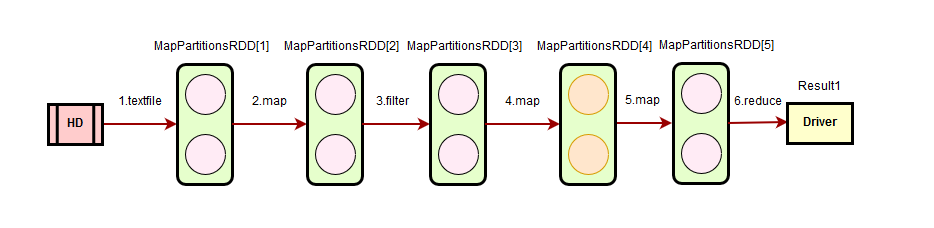 MapPartitionsRDD[1]
MapPartitionsRDD[2]
MapPartitionsRDD[3]
MapPartitionsRDD[4]
MapPartitionsRDD[5]
HD
1.textfile
2.map
3.filter
4.map
5.map
6.reduce
Result1
Driver